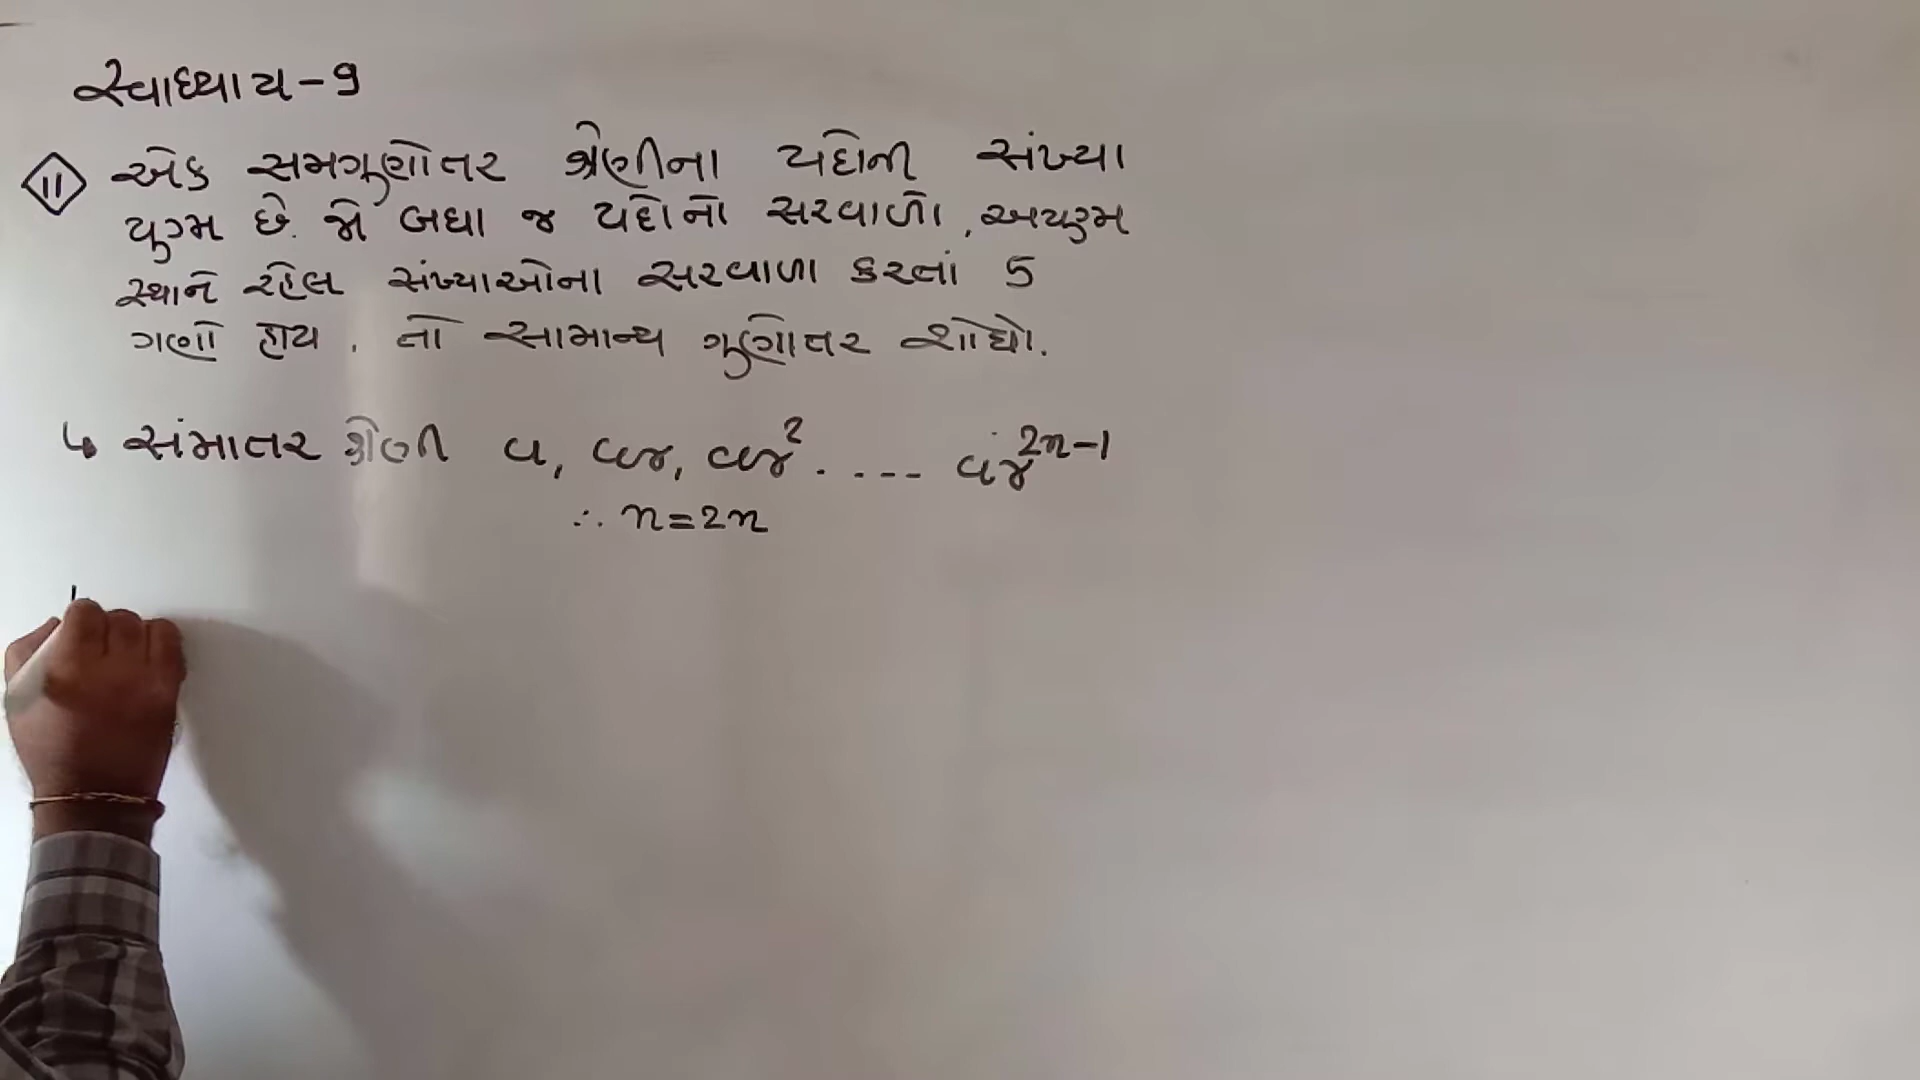 સ્વાધ્યાય-9
11 એક સમગુણોતર શ્રેણીના પદોની સંખ્યા
યુગ્મ છે. જો બધા જ પદોનો સરવાળો, અયુગ્મ
સ્થાને રહેલ સંખ્યાઓના સરવાળા કરતાં 5
ગણો હોય, તો સામાન્ય ગુણોતર શોધો.
સંમાતર શ્રેણી a, ar, ar² ..... ar²ⁿ⁻¹
∴ n=2n